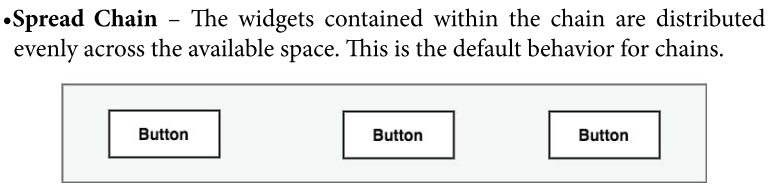 •Spread Chain – The widgets contained within the chain are distributed
evenly across the available space. This is the default behavior for chains.
Button Button Button